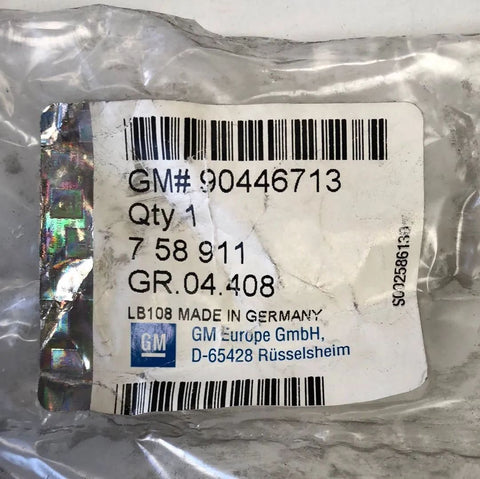 GM# 90446713
Qty 1
7 58 911
GR.04.408
LB108 MADE IN GERMANY
GM
GM Europe GmbH,
D-65428 Rüsselsheim